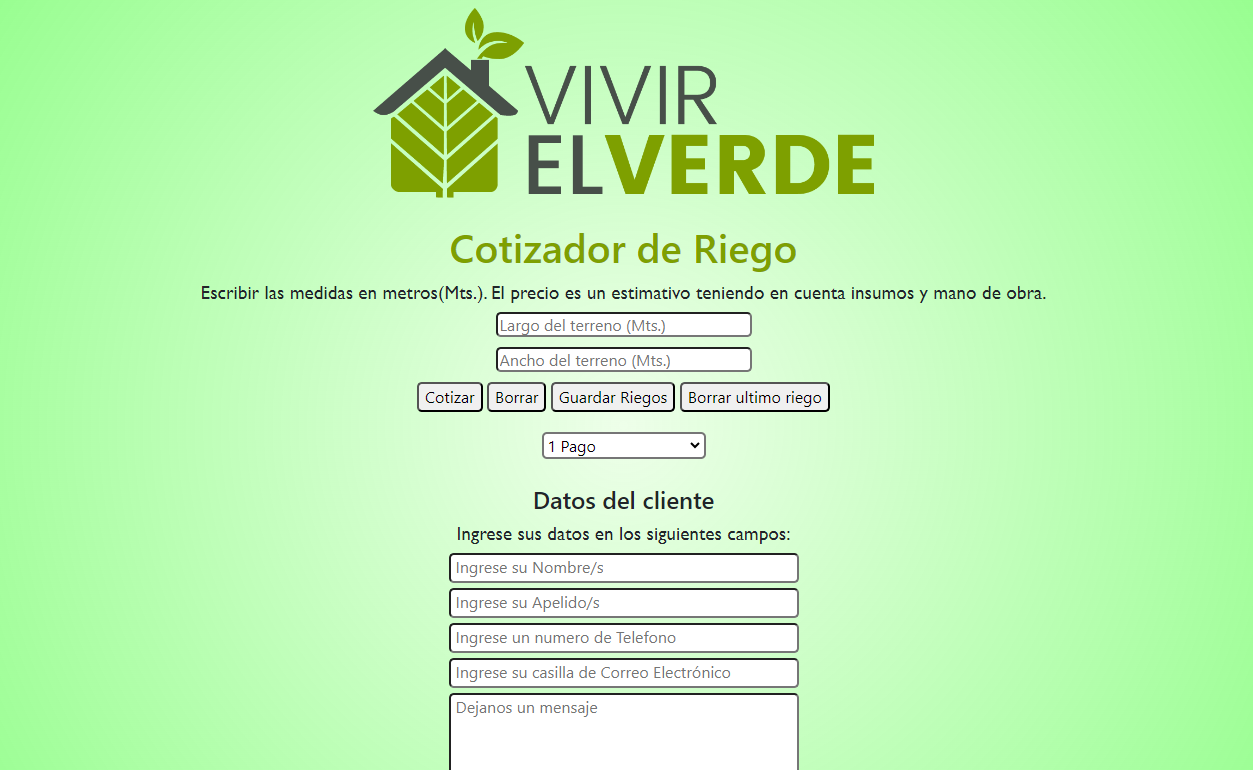 VIVIR
ELVERDE
Cotizador de Riego
Escribir las medidas en metros(Mts.). El precio es un estimativo teniendo en cuenta insumos y mano de obra.
Largo del terreno (Mts.)
Ancho del terreno (Mts.)
Cotizar Borrar Guardar Riegos Borrar ultimo riego
1 Pago
Datos del cliente
Ingrese sus datos en los siguientes campos:
Ingrese su Nombre/s
Ingrese su Apelido/s
Ingrese un numero de Telefono
Ingrese su casilla de Correo Electrónico
Dejanos un mensaje